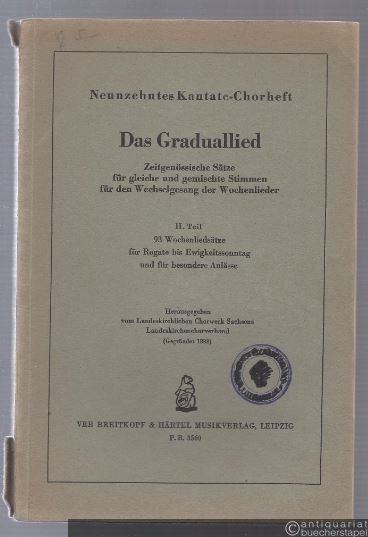 Neunzehntes Kantate-Chorheft
Das Graduallied
Zeitgenössische Sätze
für gleiche und gemischte Stimmen
für den Wechselgesang der Wochenlieder
II. Teil
93 Wochenliedsätze
für Rogate bis Ewigkeitssonntag
und für besondere Anlässe
Herausgegeben
vom Landeskirchlichen Chorwerk Sachsens
Landeskirchenchorverband
(Gegründet 1888)
VEB BREITKOPF & HÄRTEL MUSIKVERLAG, LEIPZIG
P. B. 3560
antiquariat
buecherstapel